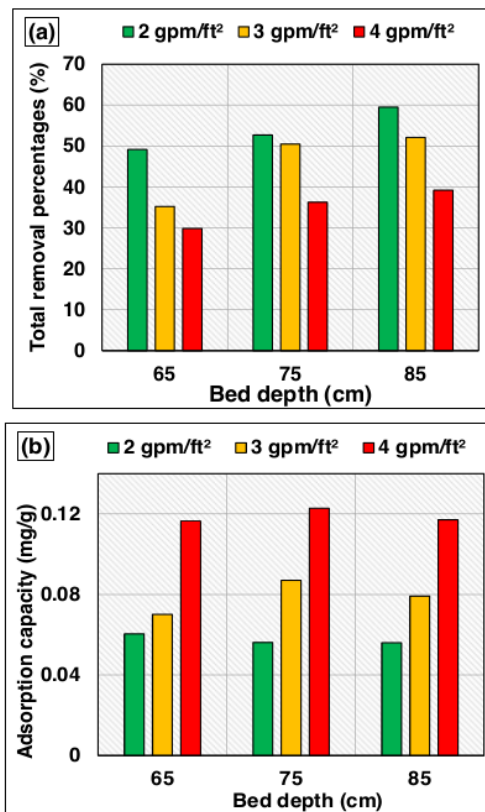 (a)
2 gpm/ft² 3 gpm/ft² 4 gpm/ft²
Total removal percentages (%)
70
60
50
40
30
20
10
0
65 75 85
Bed depth (cm)
(b)
2 gpm/ft² 3 gpm/ft² 4 gpm/ft²
Adsorption capacity (mg/g)
0.12
0.08
0.04
0
65 75 85
Bed depth (cm)